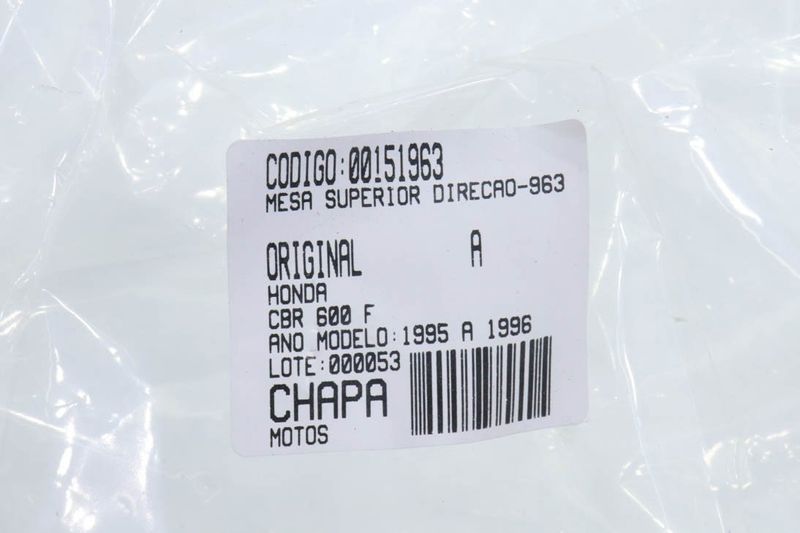 CODIGO:00151963
MESA SUPERIOR DIRECAO-963
ORIGINAL A
HONDA
CBR 600 F
ANO MODELO:1995 A 1996
LOTE:000053
CHAPA
MOTOS